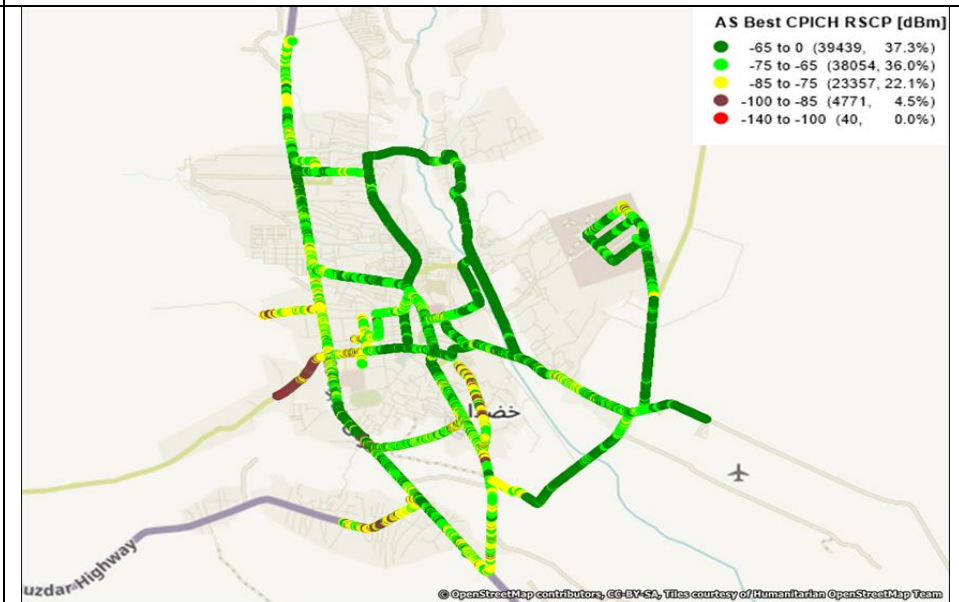 AS Best CPICH RSCP [dBm]
-65 to 0 (39439, 37.3%)
-75 to -65 (38054, 36.0%)
-85 to -75 (23357, 22.1%)
-100 to -85 (4771, 4.5%)
-140 to -100 (40, 0.0%)
uzdar-Highway
© OpenStreetMap contributors, CC-BY-SA, Tiles courtesy of Humanitarian OpenStreetMap Team